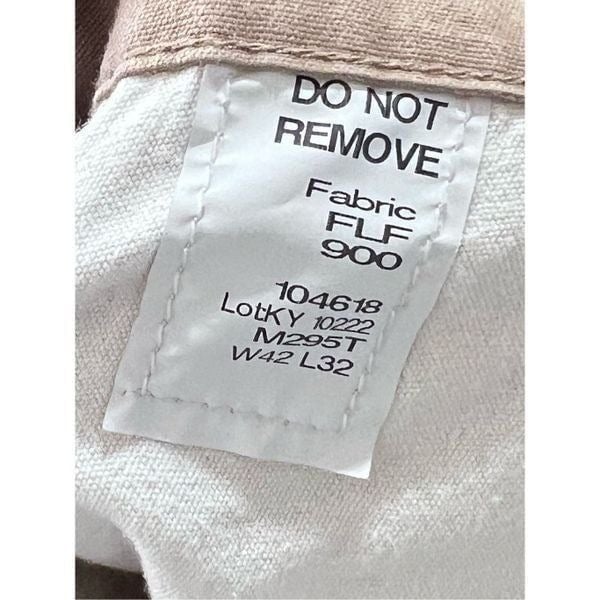 DO NOT
REMOVE
Fabric
FLF
900
104618
LotKY 10222
M295T
W42 L32